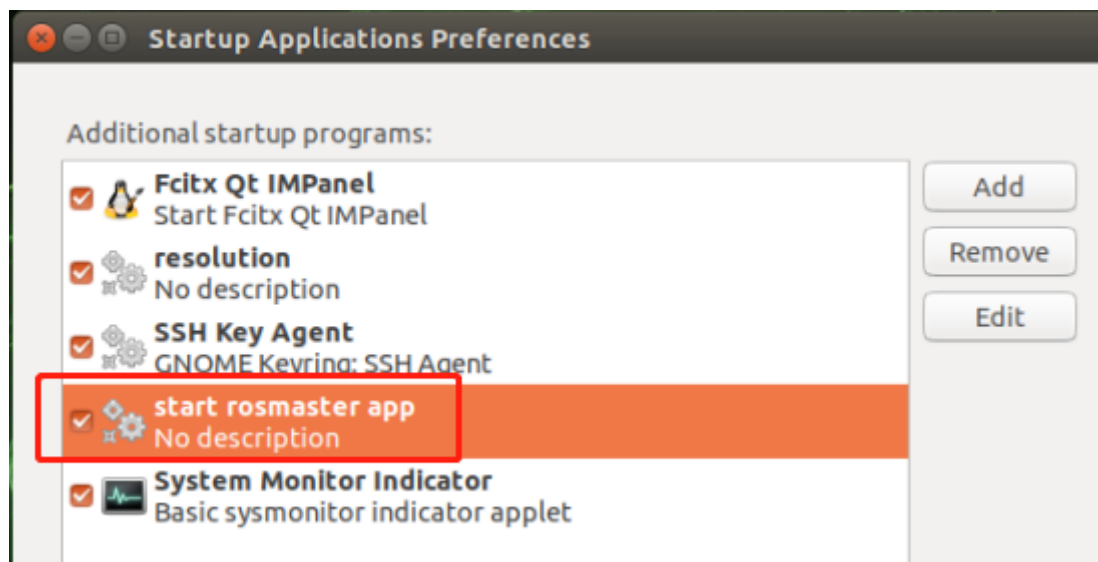 Startup Applications Preferences
Additional startup programs:
Fcitx Qt IMPanel
Start Fcitx Qt IMPanel
Add
resolution
No description
Remove
SSH Key Agent
GNOME Keyring: SSH Agent
Edit
start rosmaster app
No description
System Monitor Indicator
Basic sysmonitor indicator applet